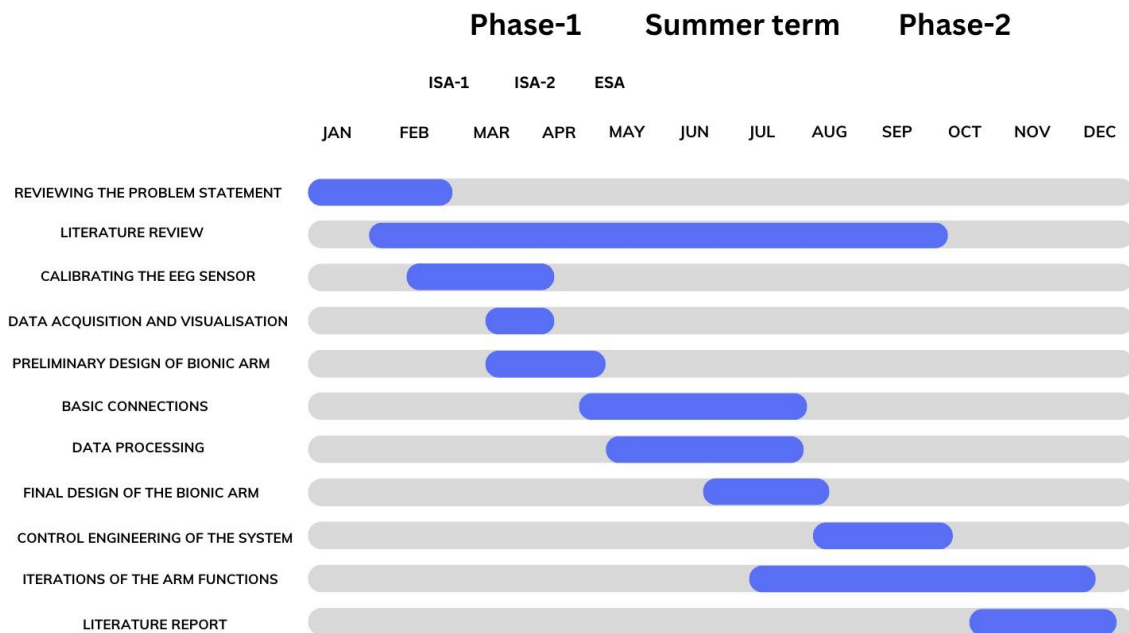 Phase-1 Summer term Phase-2
ISA-1 ISA-2 ESA
JAN FEB MAR APR MAY JUN JUL AUG SEP OCT NOV DEC
REVIEWING THE PROBLEM STATEMENT
LITERATURE REVIEW
CALIBRATING THE EEG SENSOR
DATA ACQUISITION AND VISUALISATION
PRELIMINARY DESIGN OF BIONIC ARM
BASIC CONNECTIONS
DATA PROCESSING
FINAL DESIGN OF THE BIONIC ARM
CONTROL ENGINEERING OF THE SYSTEM
ITERATIONS OF THE ARM FUNCTIONS
LITERATURE REPORT